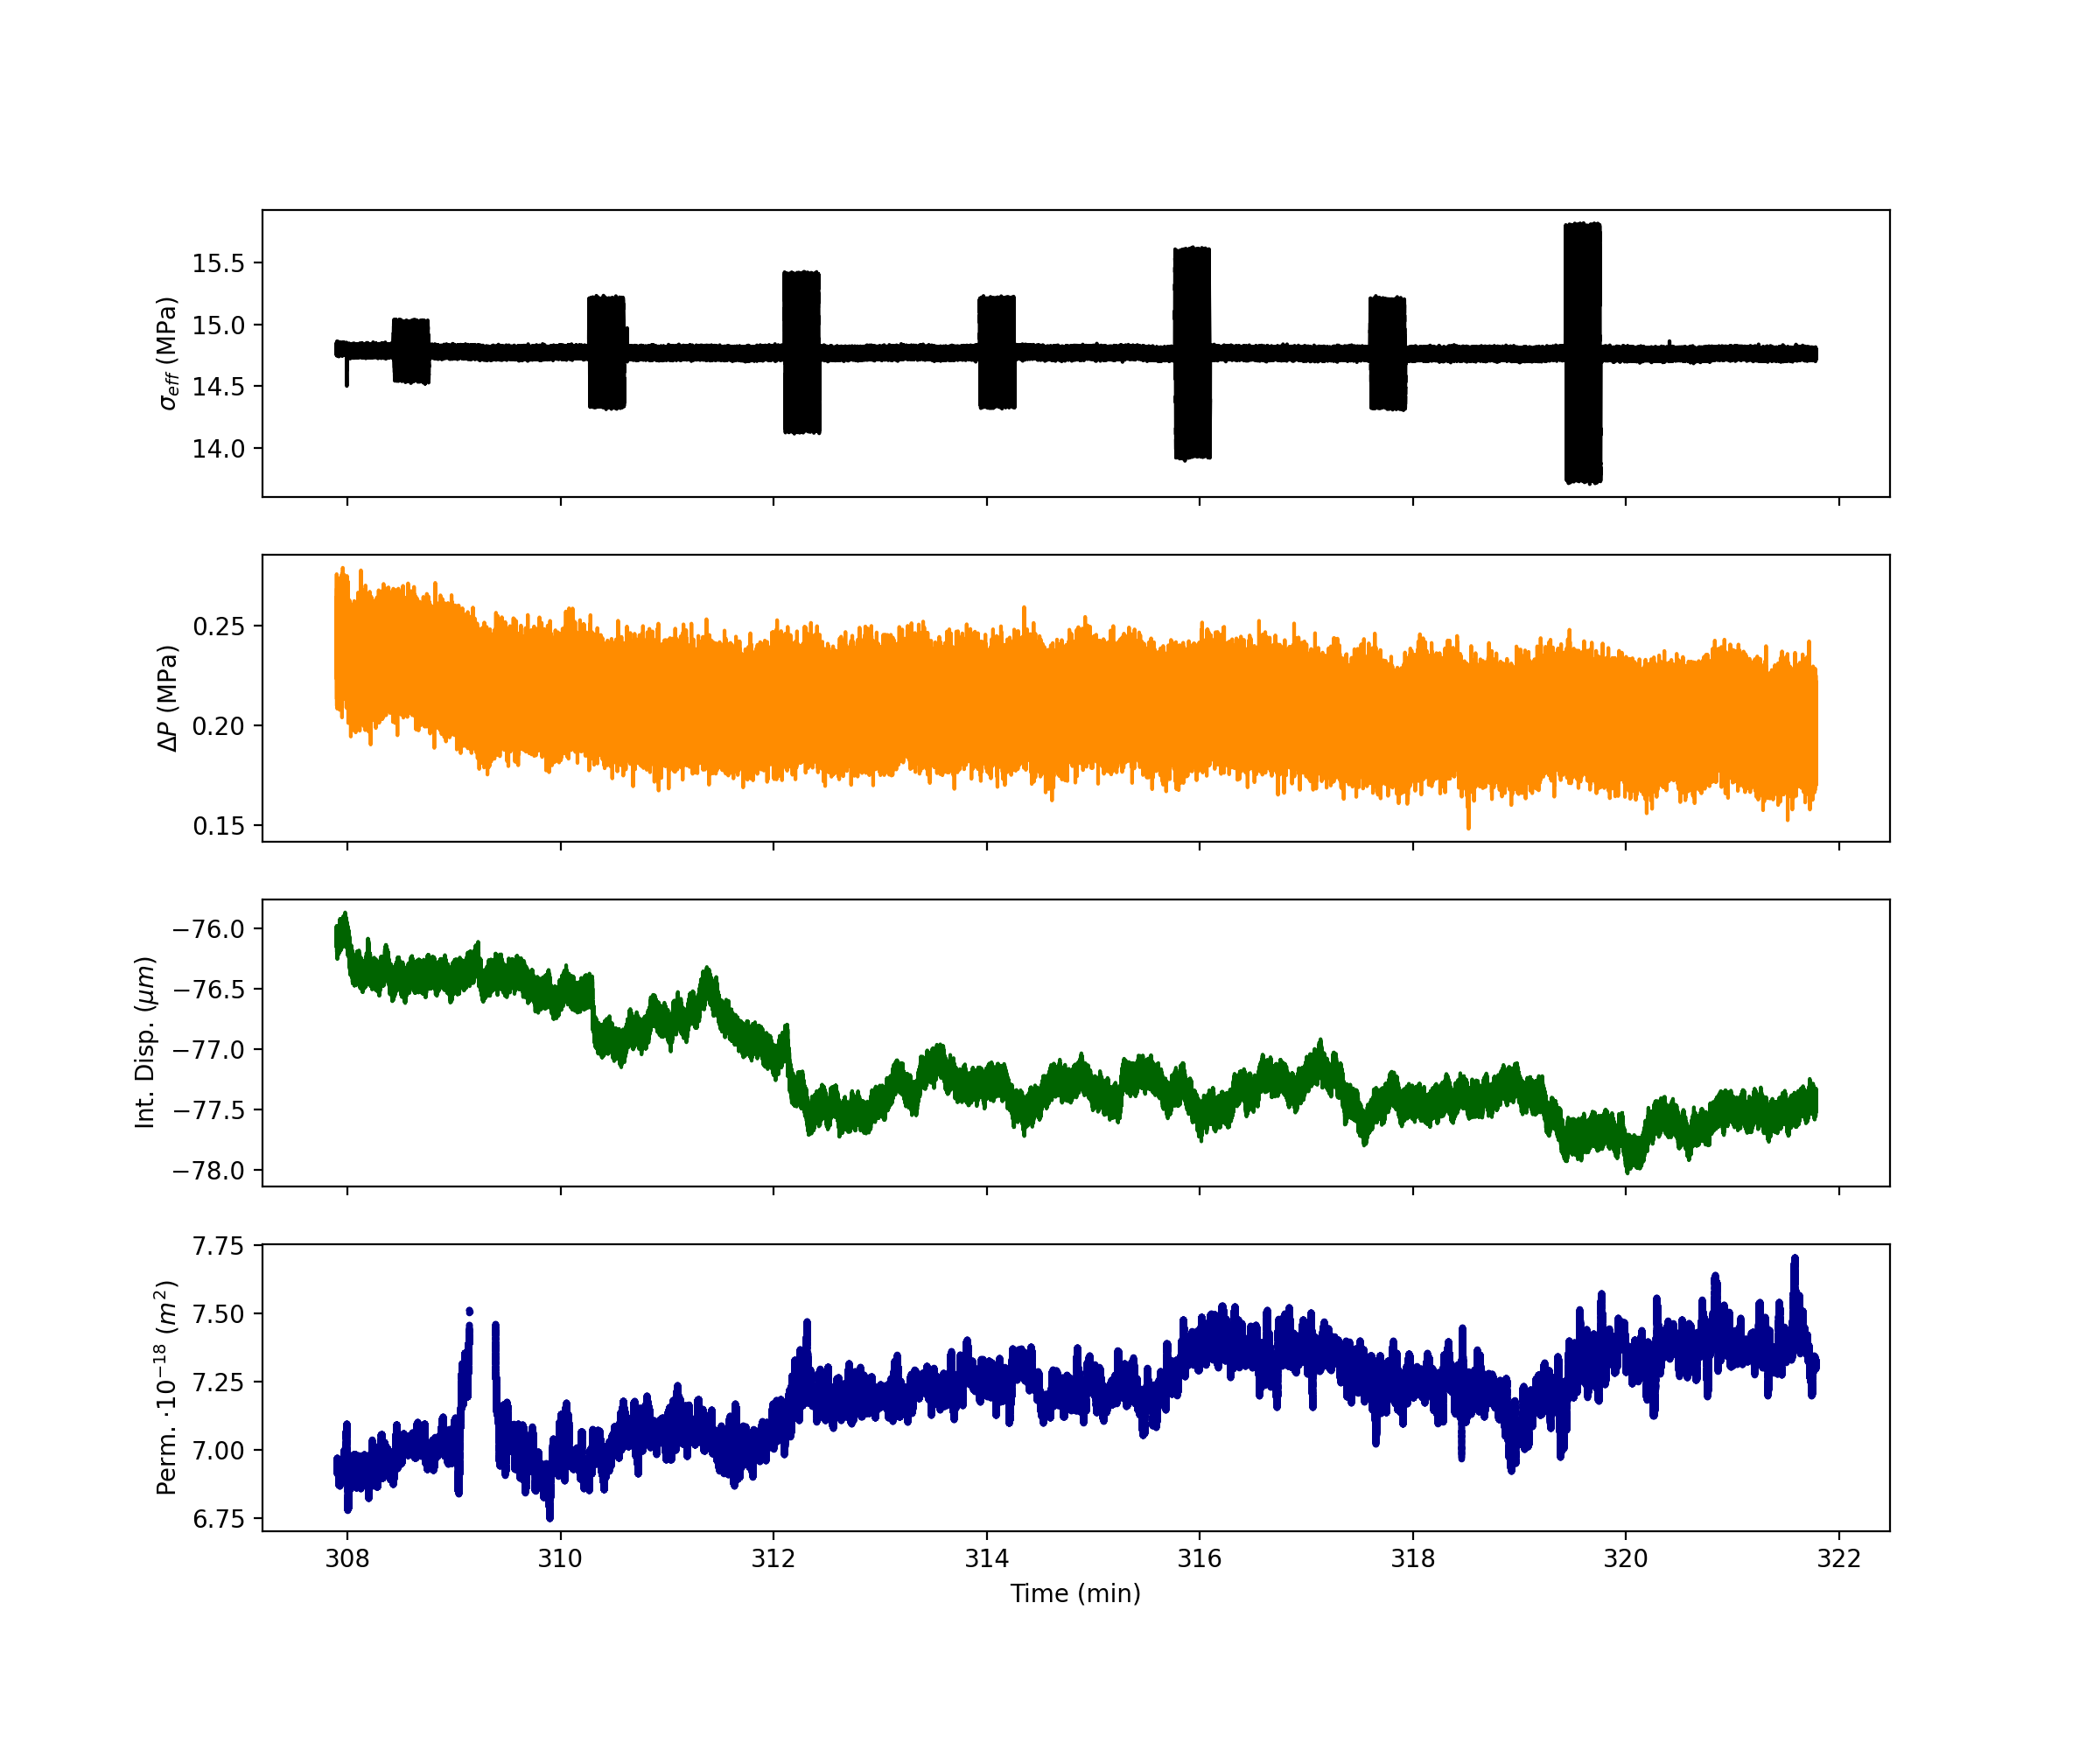 15.5
15.0
14.5
14.0
σeff (MPa)
0.25
0.20
0.15
ΔP (MPa)
−76.0
−76.5
−77.0
−77.5
−78.0
Int. Disp. (μm)
7.75
7.50
7.25
7.00
6.75
Perm. ·10⁻¹⁸ (m²)
308 310 312 314 316 318 320 322
Time (min)